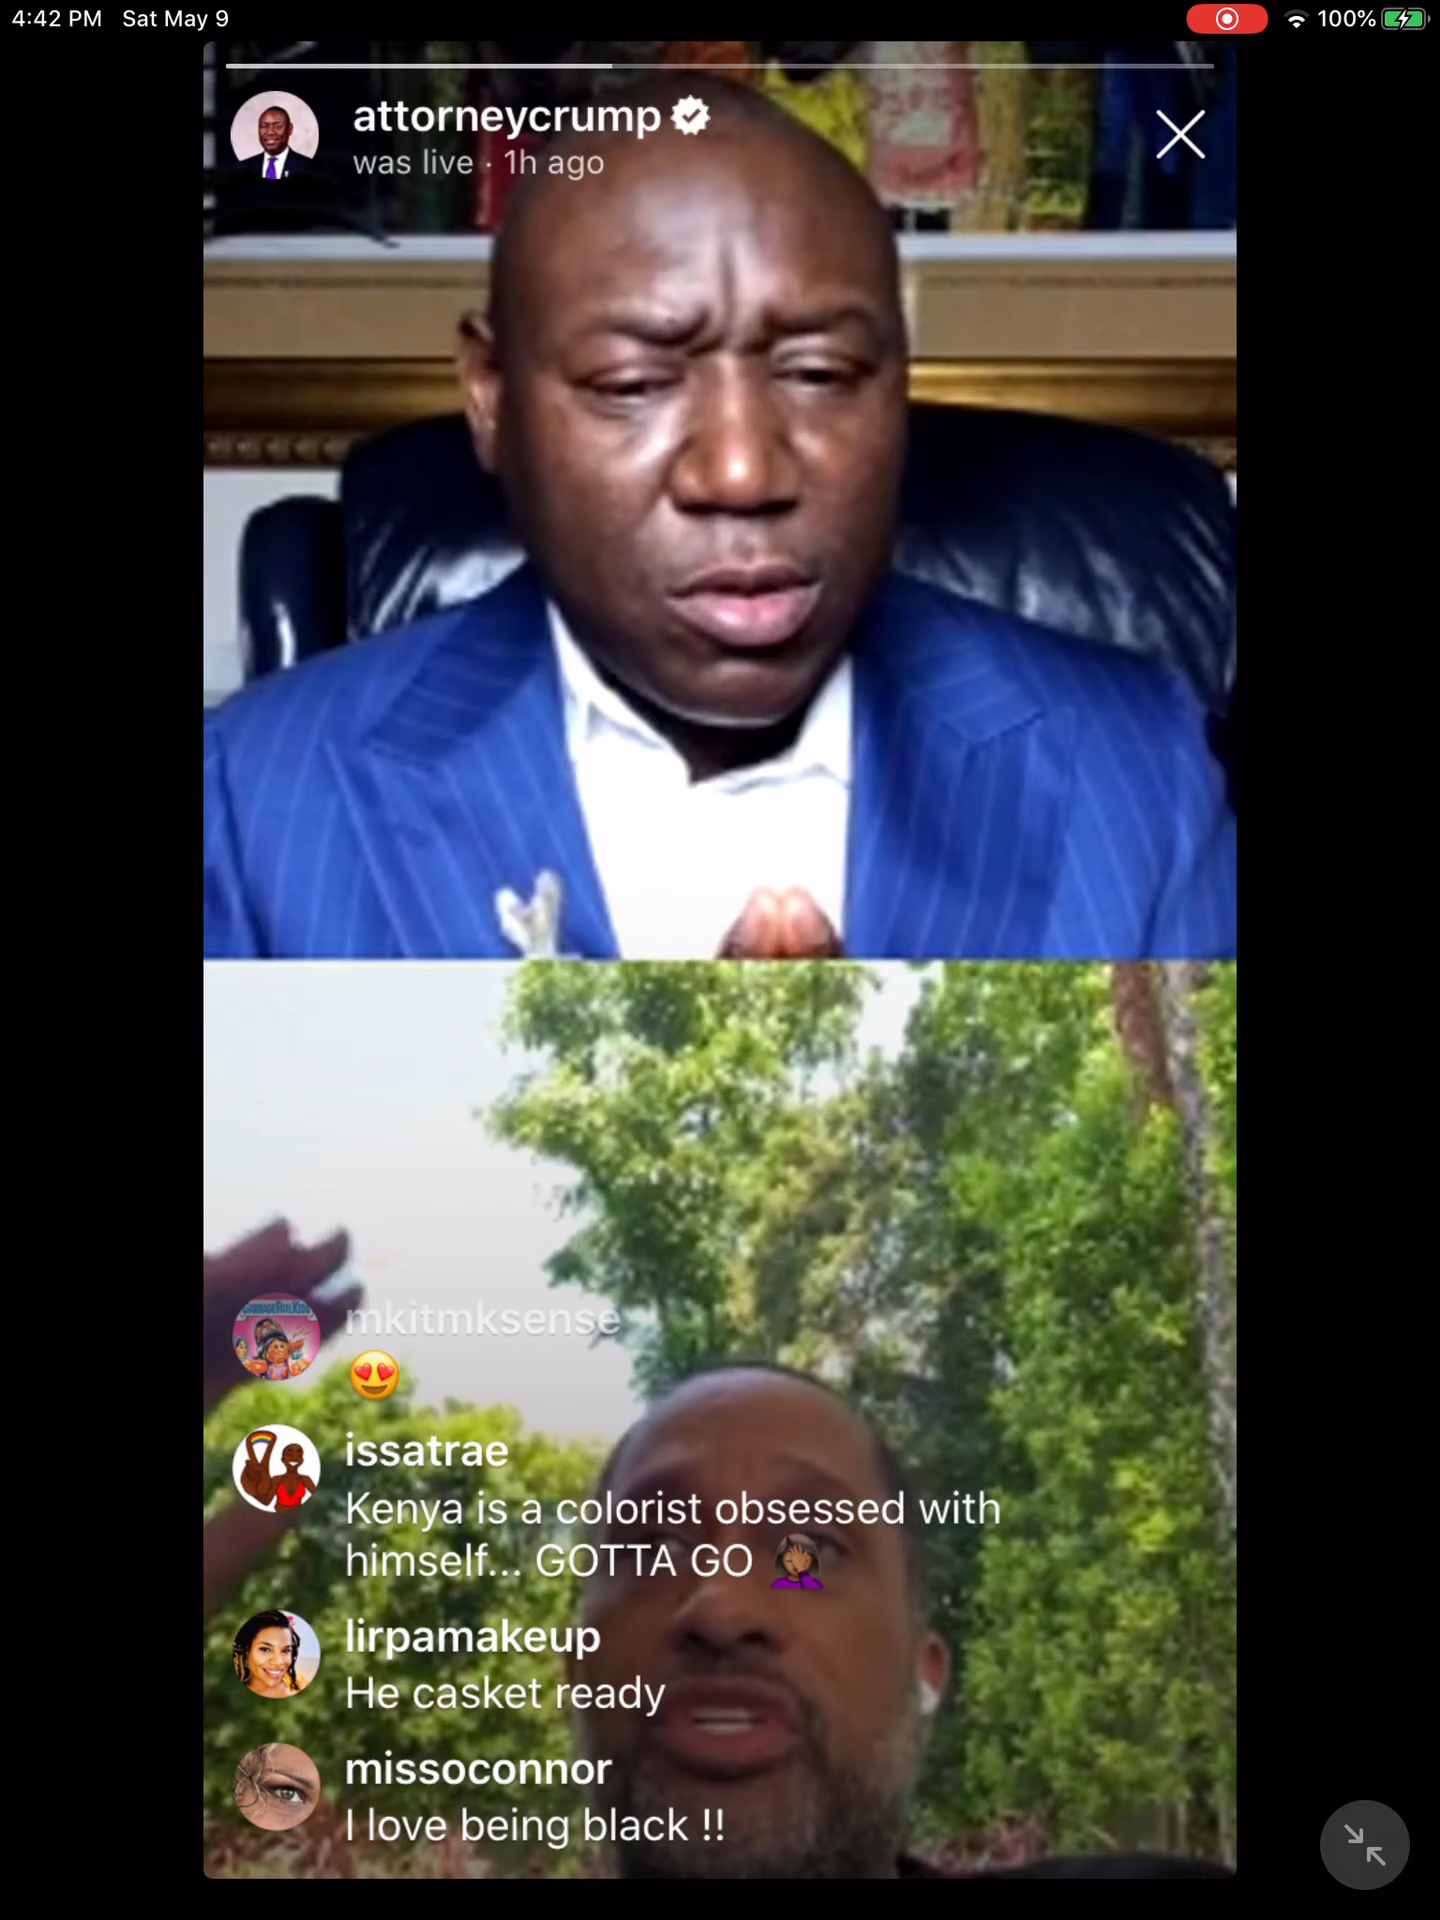 4:42 PM Sat May 9
100%
attorneycrump
was live · 1h ago
mkitmksense
😍
issatrae
Kenya is a colorist obsessed with
himself... GOTTA GO 🤦🏾‍♀️
lirpamakeup
He casket ready
missoconnor
I love being black !!